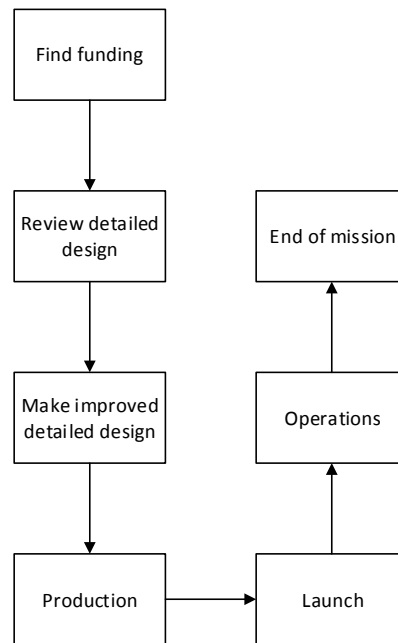 Find funding
Review detailed
design
Make improved
detailed design
Production
Launch
Operations
End of mission